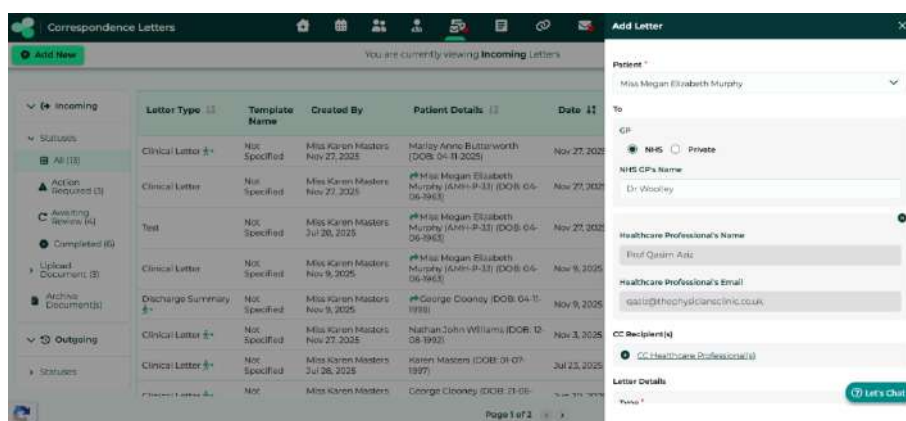 Correspondence Letters
Add New
You are currently viewing Incoming Letters
Incoming
Statuses
All (13)
Action
Required (3)
Awaiting
Review (4)
Completed (6)
Upload
Document (3)
Archive
Document(s)
Outgoing
Statuses
Letter Type
Template
Name
Created By
Patient Details
Date
Clinical Letter
Not
Specified
Miss Karen Masters
Nov 27, 2025
Marley Anne Butterworth
(DOB: 04-11-2025)
Nov 27, 2025
Clinical Letter
Not
Specified
Miss Karen Masters
Nov 27, 2025
Miss Megan Elizabeth
Murphy (AMH-P-33) (DOB: 04-
06-1963)
Nov 27, 2025
Test
Not
Specified
Miss Karen Masters
Jul 28, 2025
Miss Megan Elizabeth
Murphy (AMH-P-33) (DOB: 04-
06-1963)
Nov 27, 2025
Clinical Letter
Not
Specified
Miss Karen Masters
Nov 9, 2025
Miss Megan Elizabeth
Murphy (AMH-P-33) (DOB: 04-
06-1963)
Nov 9, 2025
Discharge Summary
Not
Specified
Miss Karen Masters
Nov 9, 2025
George Cooney (DOB: 04-11-
1998)
Nov 9, 2025
Clinical Letter
Not
Specified
Miss Karen Masters
Nov 27, 2025
Nathan John Williams (DOB: 12-
08-1992)
Nov 3, 2025
Clinical Letter
Not
Specified
Miss Karen Masters
Jul 28, 2025
Karen Masters (DOB: 01-07-
1997)
Jul 23, 2025
Clinical Letter
Not
Miss Karen Masters
George Clooney (DOB: 21-06-
Page 1 of 2
Add Letter
Patient *
Miss Megan Elizabeth Murphy
To
GP
NHS
Private
NHS GP's Name
Dr Woolley
Healthcare Professional's Name
Prof Qasim Aziz
Healthcare Professional's Email
qaziz@thephysiciansclinic.co.uk
CC Recipient(s)
CC Healthcare Professional(s)
Letter Details
Type *
Let's Chat